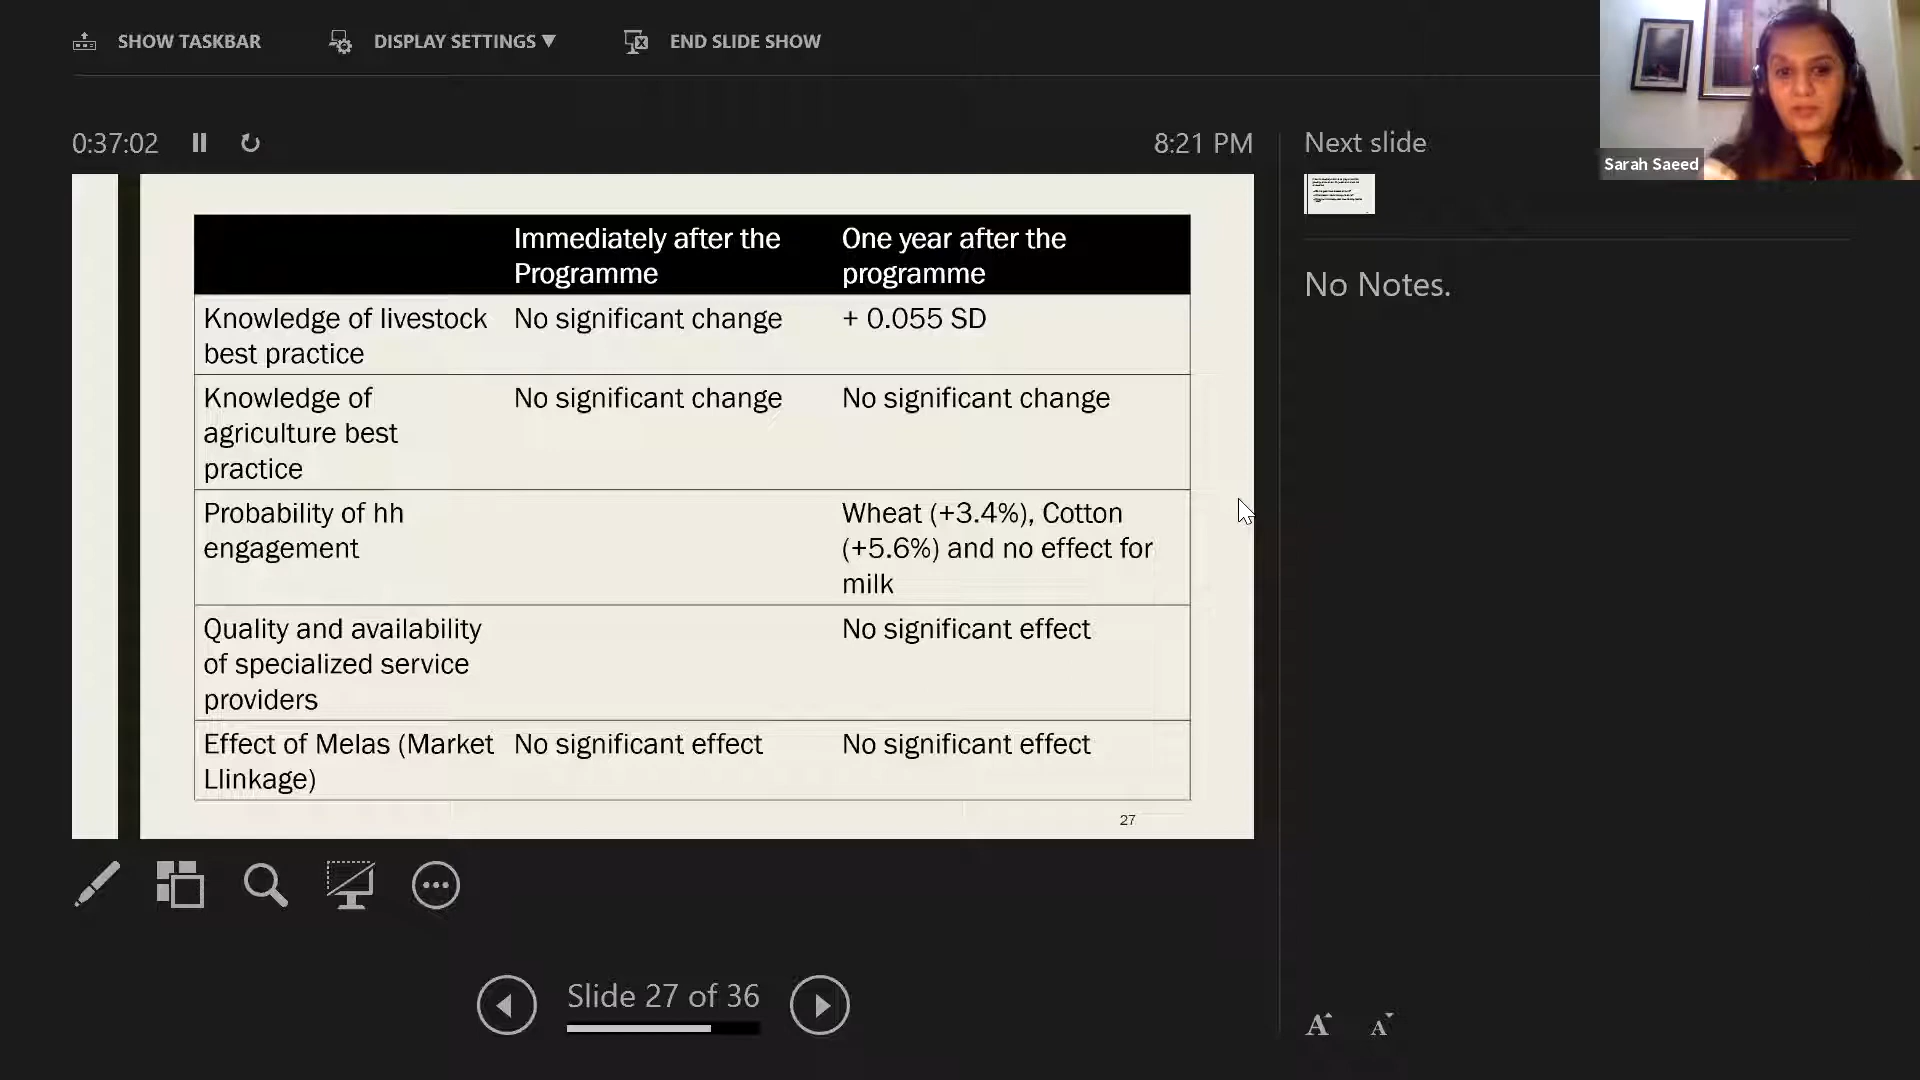 SHOW TASKBAR
DISPLAY SETTINGS ▼
END SLIDE SHOW
Sarah Saeed
0:37:02
8:21 PM
Next slide
No Notes.
Immediately after the
Programme
One year after the
programme
Knowledge of livestock
best practice
No significant change
+ 0.055 SD
Knowledge of
agriculture best
practice
No significant change
No significant change
Probability of hh
engagement
Wheat (+3.4%), Cotton
(+5.6%) and no effect for
milk
Quality and availability
of specialized service
providers
No significant effect
Effect of Melas (Market
Llinkage)
No significant effect
No significant effect
27
Slide 27 of 36
A
A